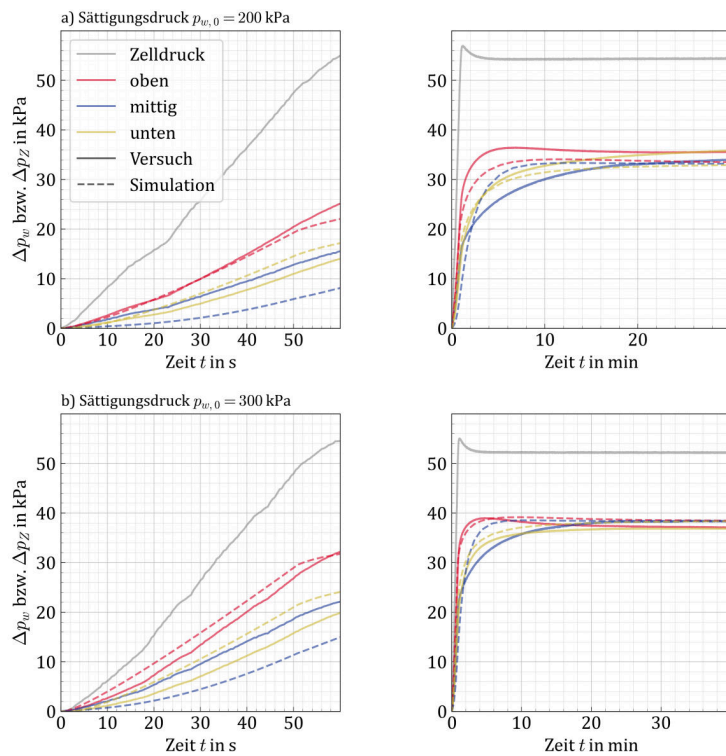 a) Sättigungsdruck p_{w,0} = 200 kPa
Δp_w bzw. Δp_Z in kPa
50
40
30
20
10
0
Zelldruck
oben
mittig
unten
Versuch
Simulation
0 10 20 30 40 50
Zeit t in s
50
40
30
20
10
0
0 10 20
Zeit t in min
b) Sättigungsdruck p_{w,0} = 300 kPa
Δp_w bzw. Δp_Z in kPa
50
40
30
20
10
0
0 10 20 30 40 50
Zeit t in s
50
40
30
20
10
0
0 10 20 30
Zeit t in min